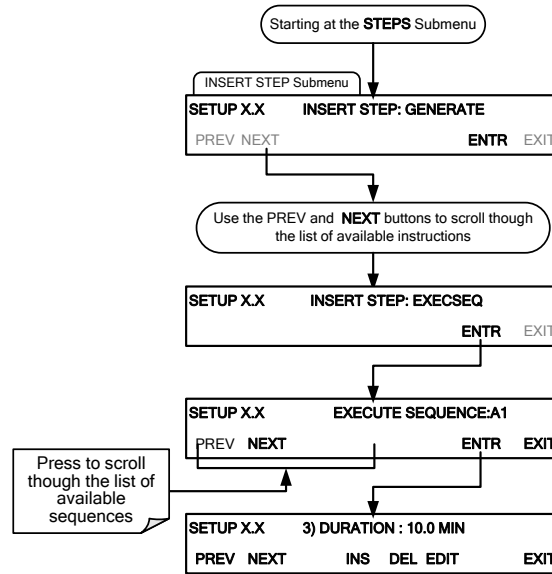 Starting at the STEPS Submenu
INSERT STEP Submenu
SETUP X.X INSERT STEP: GENERATE
PREV NEXT ENTR EXIT
Use the PREV and NEXT buttons to scroll though
the list of available instructions
SETUP X.X INSERT STEP: EXECSEQ
ENTR EXIT
SETUP X.X EXECUTE SEQUENCE:A1
PREV NEXT ENTR EXIT
Press to scroll
though the list of
available
sequences
SETUP X.X 3) DURATION : 10.0 MIN
PREV NEXT INS DEL EDIT EXIT